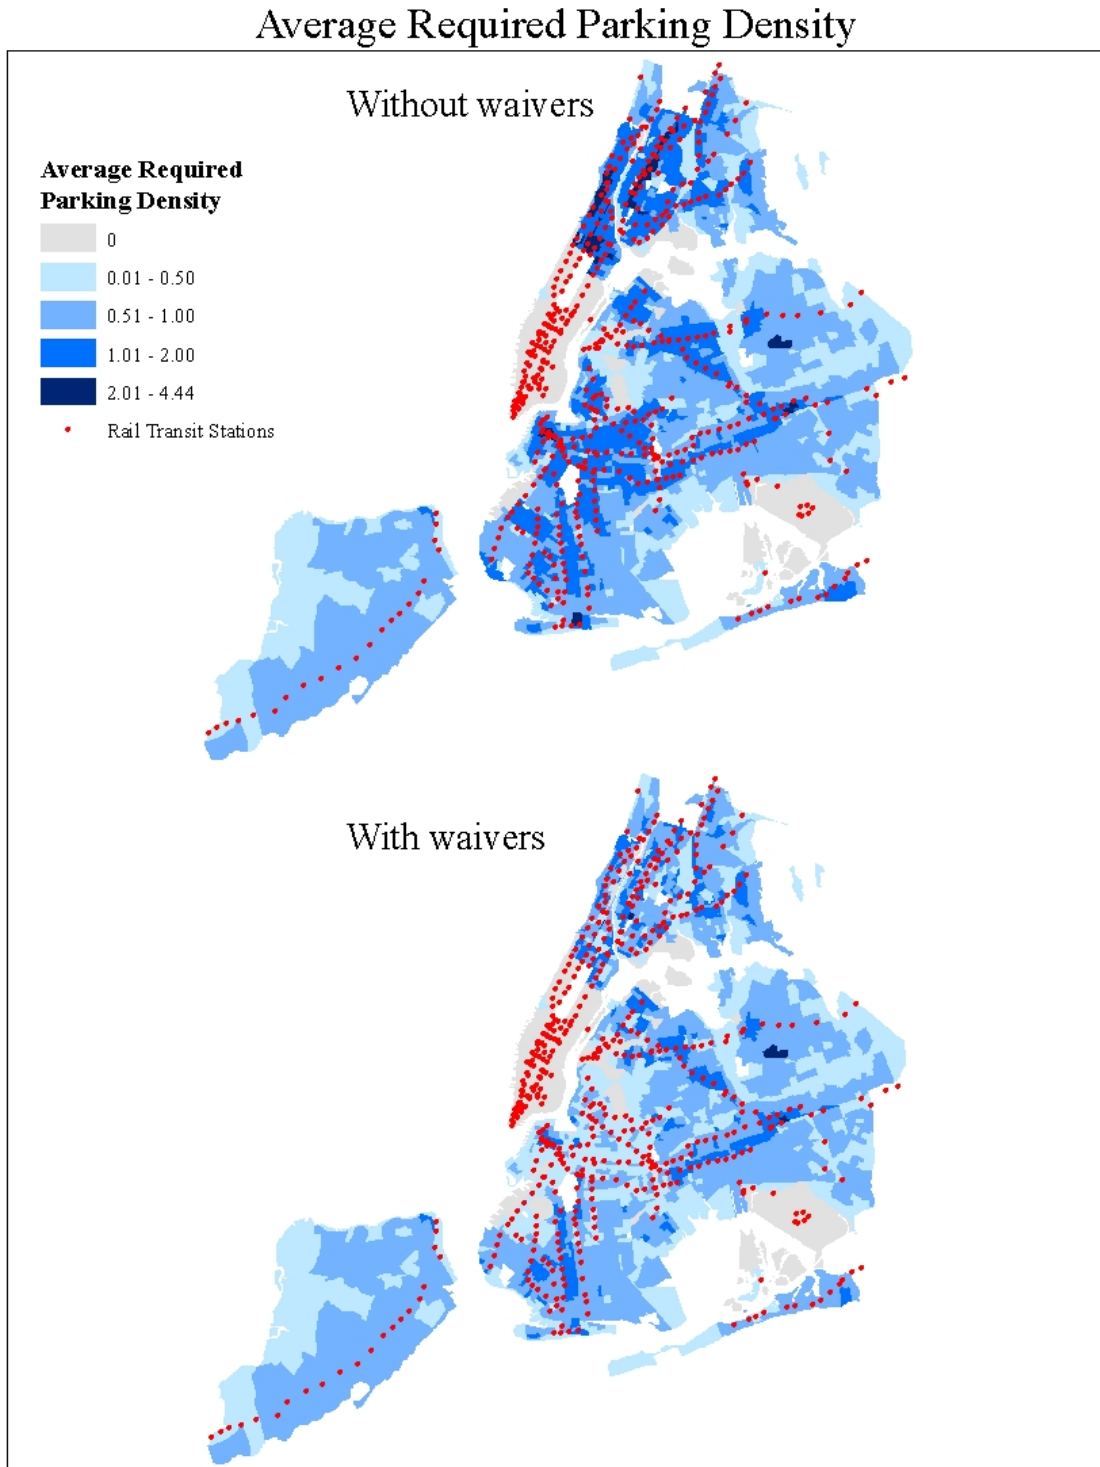 Average Required Parking Density
Without waivers
Average Required
Parking Density
0
0.01 - 0.50
0.51 - 1.00
1.01 - 2.00
2.01 - 4.44
Rail Transit Stations
With waivers